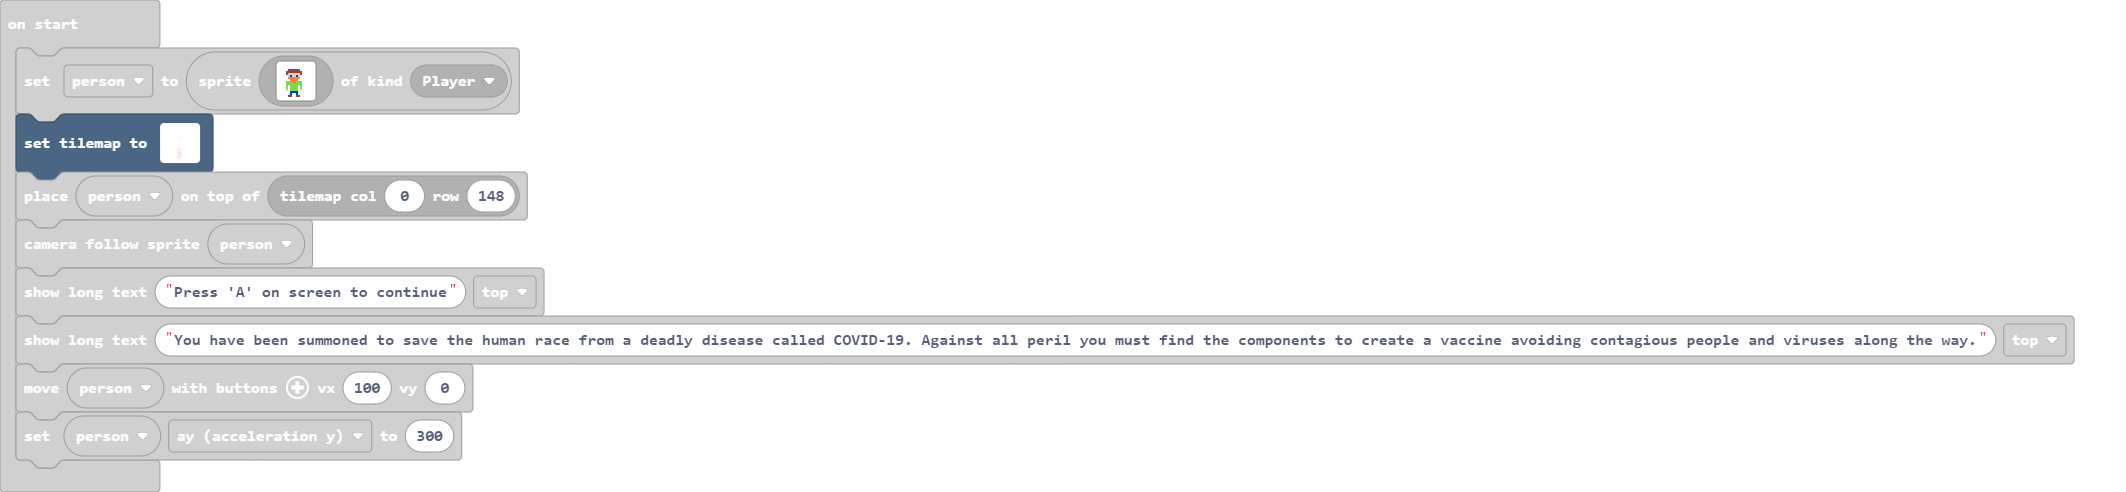 on start
set person to sprite of kind Player
set tilemap to
place person on top of tilemap col 0 row 148
camera follow sprite person
show long text "Press 'A' on screen to continue" top
show long text "You have been summoned to save the human race from a deadly disease called COVID-19. Against all peril you must find the components to create a vaccine avoiding contagious people and viruses along the way." top
move person with buttons + vx 100 vy 0
set person ay (acceleration y) to 300